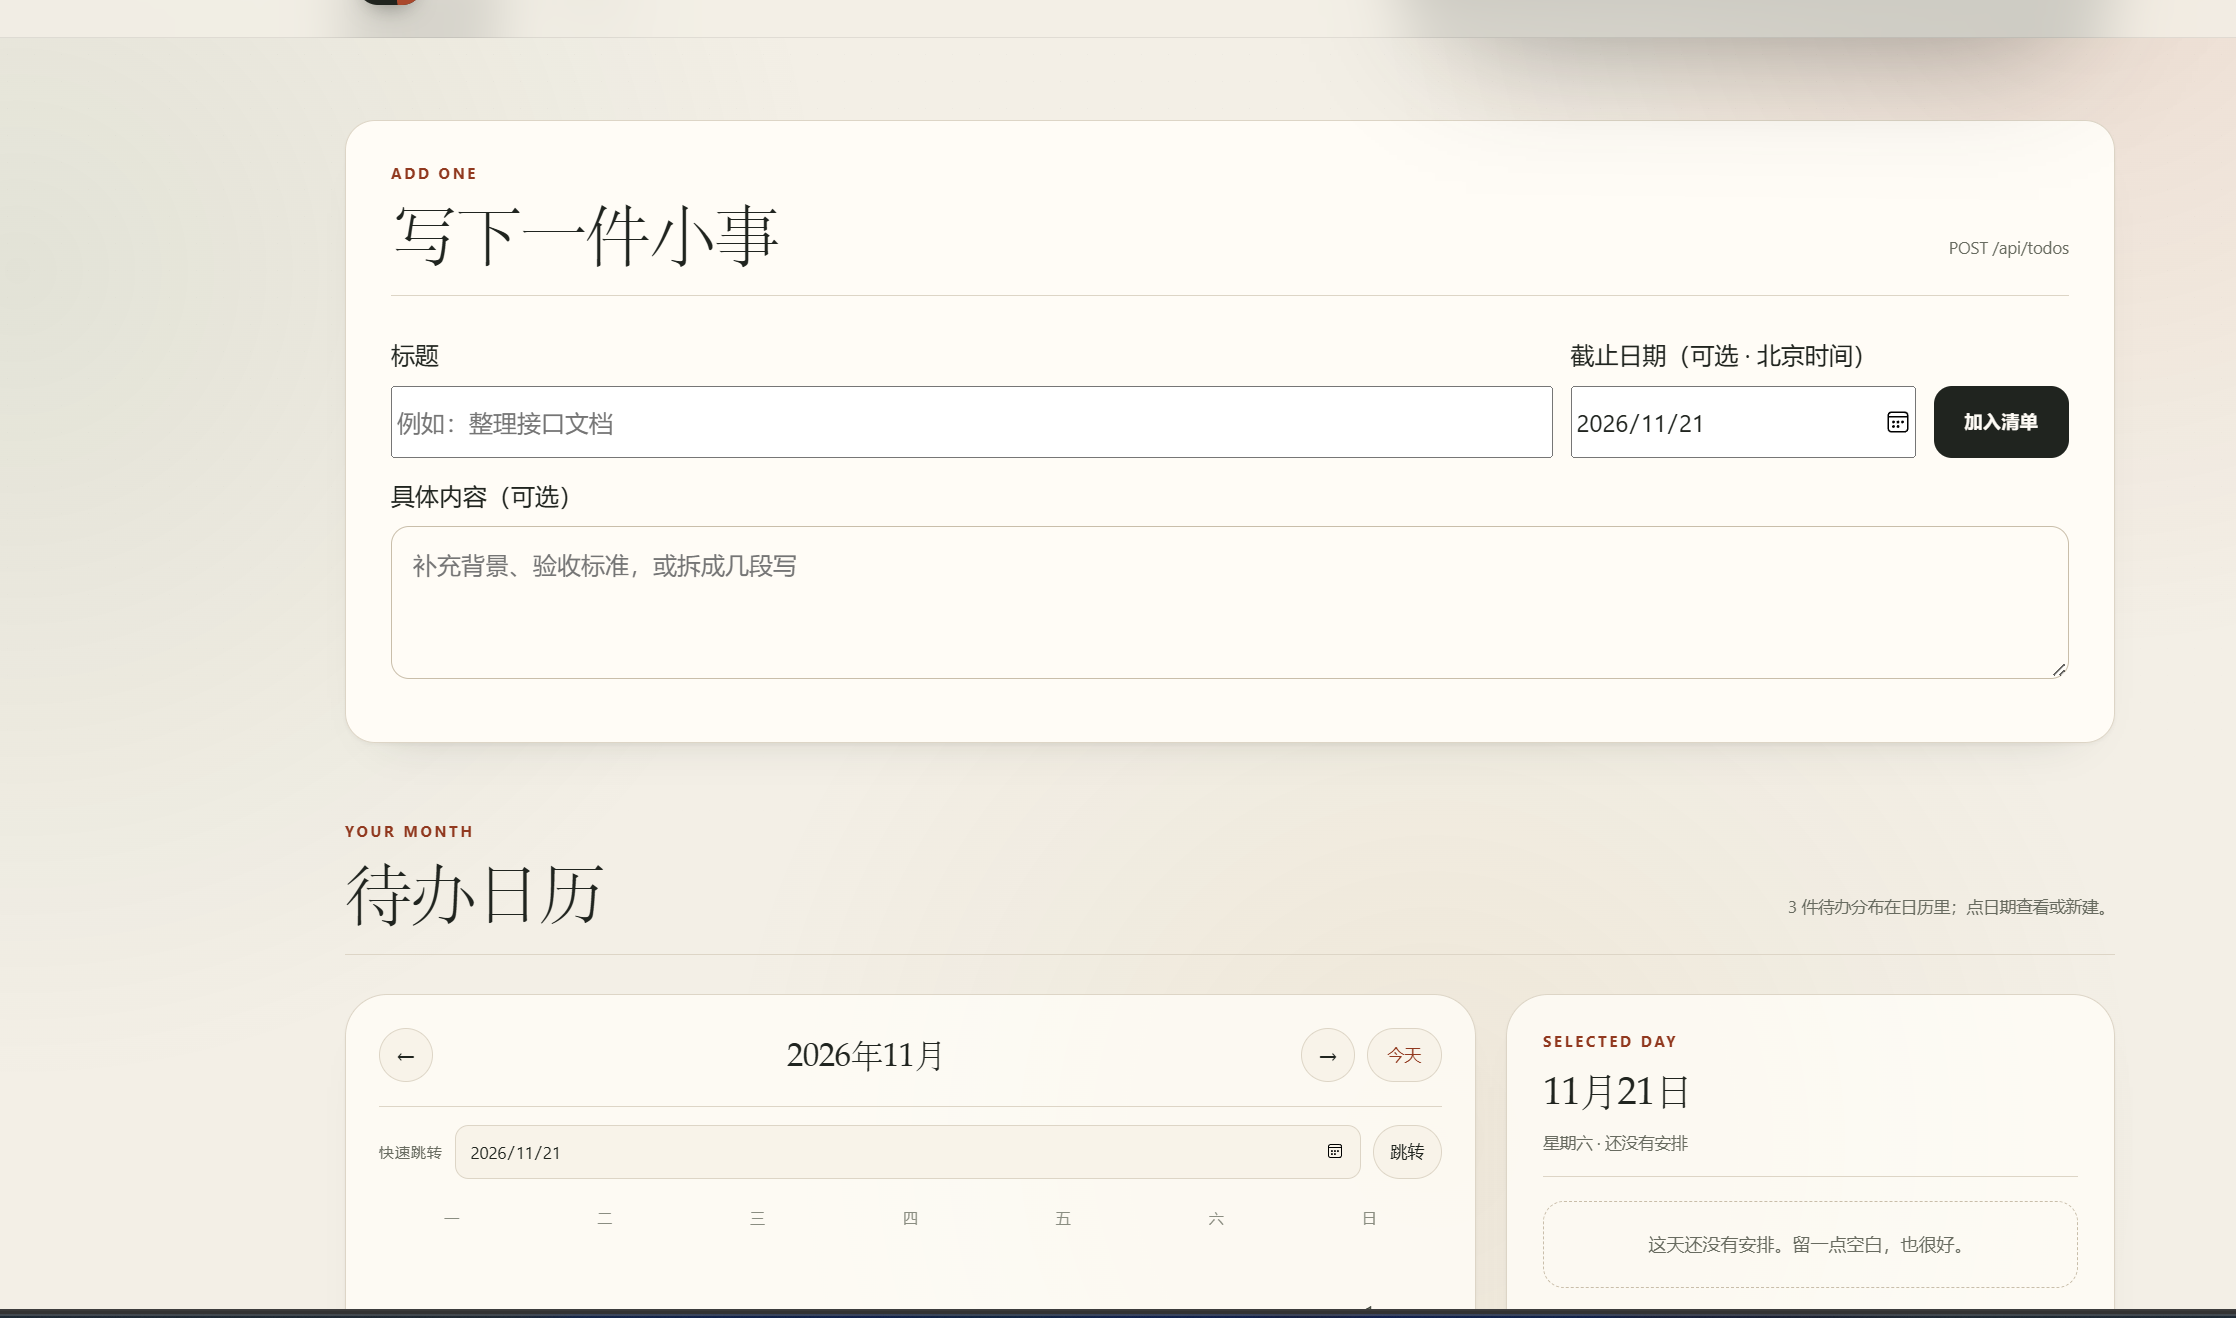 ADD ONE
写下一件小事
POST /api/todos
标题
截止日期（可选 · 北京时间）
例如：整理接口文档
2026/11/21
加入清单
具体内容（可选）
补充背景、验收标准，或拆成几段写
YOUR MONTH
待办日历
3 件待办分布在日历里；点日期查看或新建。
←
2026年11月
→
今天
快速跳转
2026/11/21
跳转
一 二 三 四 五 六 日
SELECTED DAY
11月21日
星期六 · 还没有安排
这天还没有安排。留一点空白，也很好。